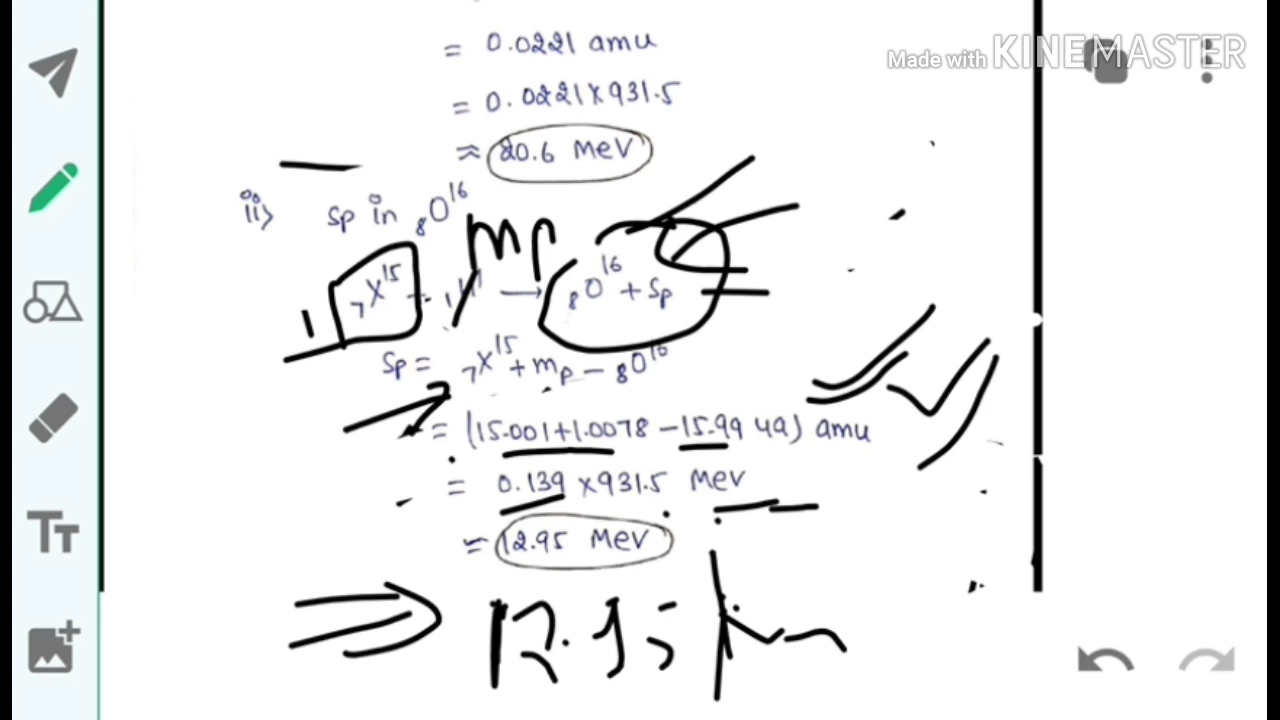 = 0.0221 amu
Made with KINEMASTER
= 0.0221 x 931.5
≈ 20.6 MeV
ii> Sp in ₈O¹⁶
mp
₇X¹⁵ + ₁H¹ → ₈O¹⁶ + Sp
Sp = ₇X¹⁵ + mₚ - ₈O¹⁶
= (15.001 + 1.0078 - 15.9949) amu
= 0.139 x 931.5 MeV
≈ 12.95 MeV
TT